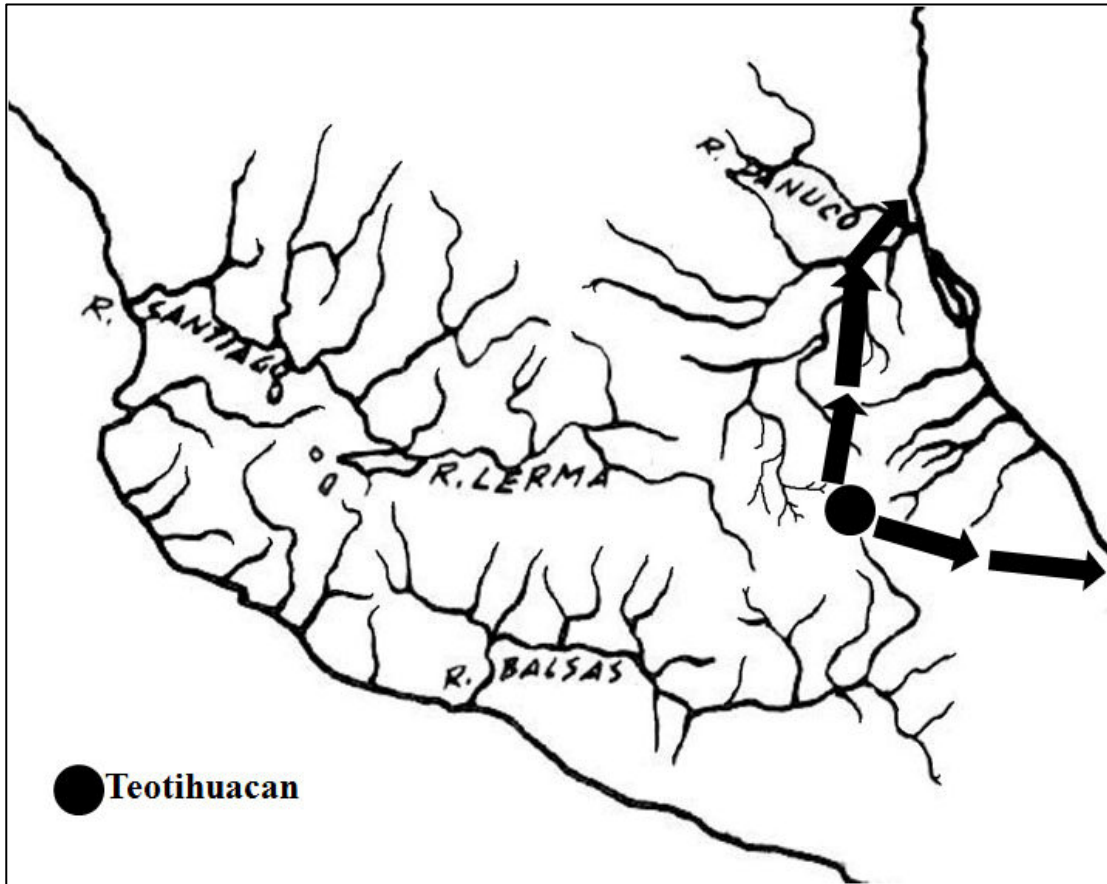 R. PANUCO
R. SANTIAGO
R. LERMA
R. BALSAS
Teotihuacan